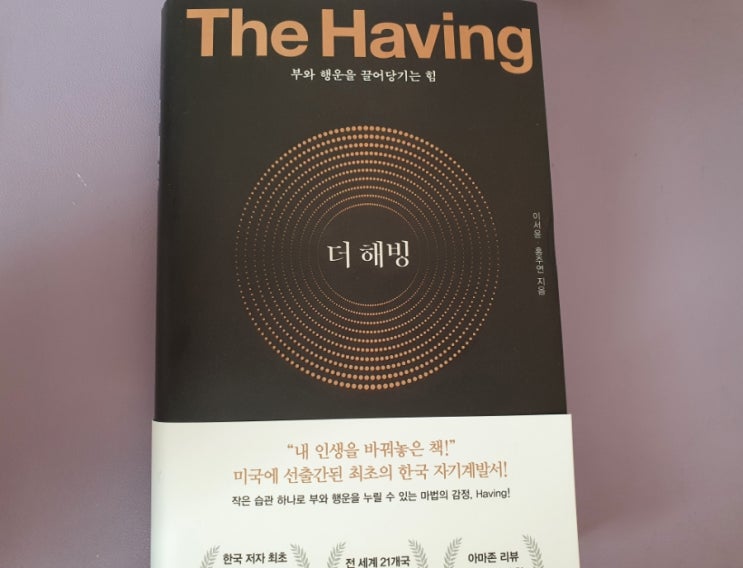 The Having
부와 행운을 끌어당기는 힘
더 해빙
이서윤 홍주연 지음
“내 인생을 바꿔놓은 책!”
미국에 선출간된 최초의 한국 자기계발서!
작은 습관 하나로 부와 행운을 누릴 수 있는 마법의 감정, Having!
한국 저자 최초
전 세계 21개국
아마존 리뷰